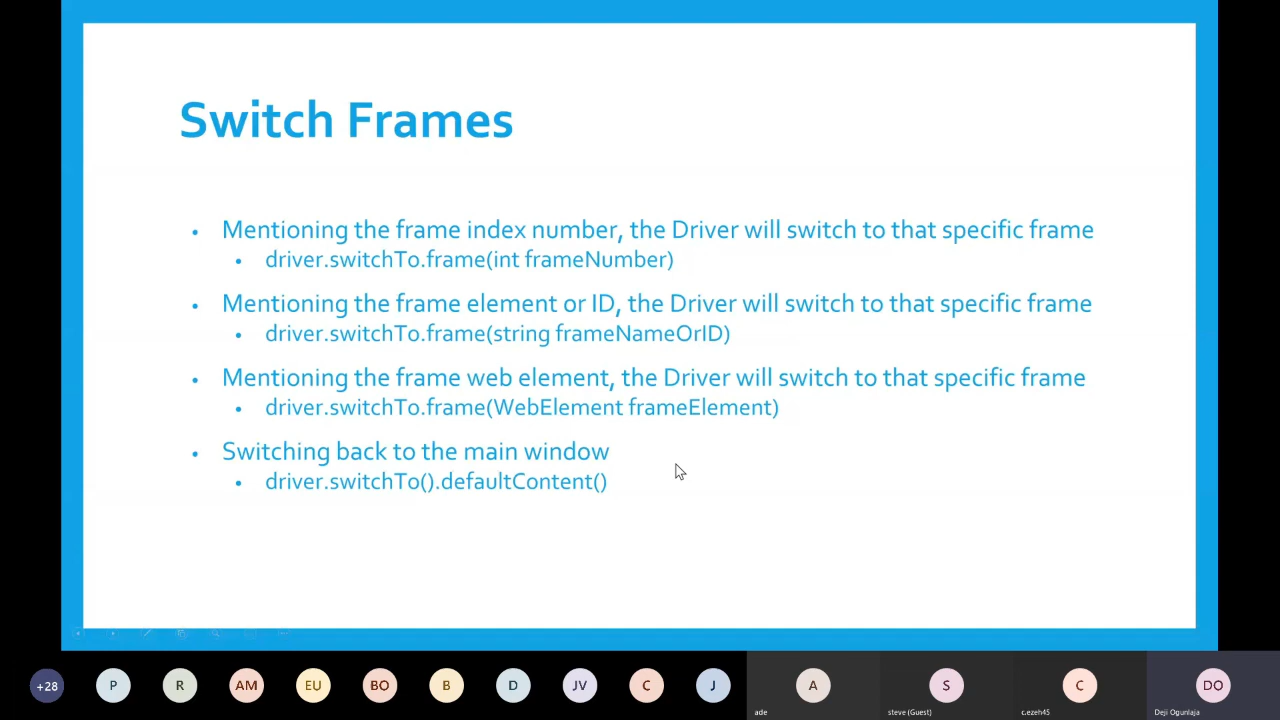 Switch Frames
• Mentioning the frame index number, the Driver will switch to that specific frame
• driver.switchTo.frame(int frameNumber)
• Mentioning the frame element or ID, the Driver will switch to that specific frame
• driver.switchTo.frame(string frameNameOrID)
• Mentioning the frame web element, the Driver will switch to that specific frame
• driver.switchTo.frame(WebElement frameElement)
• Switching back to the main window
• driver.switchTo().defaultContent()
+28 P R AM EU BO B D JV C J A S C DO
ade steve (Guest) c.ezeh45 Deji Ogunlaja